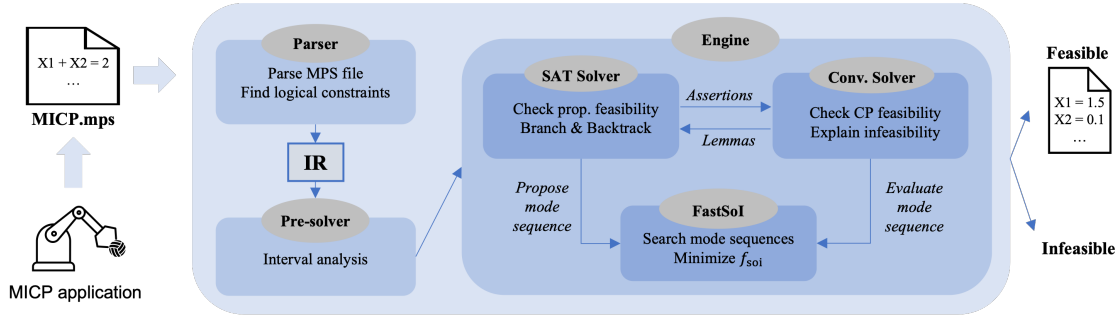 X1 + X2 = 2
...
MICP.mps
MICP application
Parser
Parse MPS file
Find logical constraints
IR
Pre-solver
Interval analysis
Engine
SAT Solver
Check prop. feasibility
Branch & Backtrack
Assertions
Lemmas
Conv. Solver
Check CP feasibility
Explain infeasibility
Propose
mode
sequence
Evaluate
mode
sequence
FastSoI
Search mode sequences
Minimize f_soi
Feasible
X1 = 1.5
X2 = 0.1
...
Infeasible